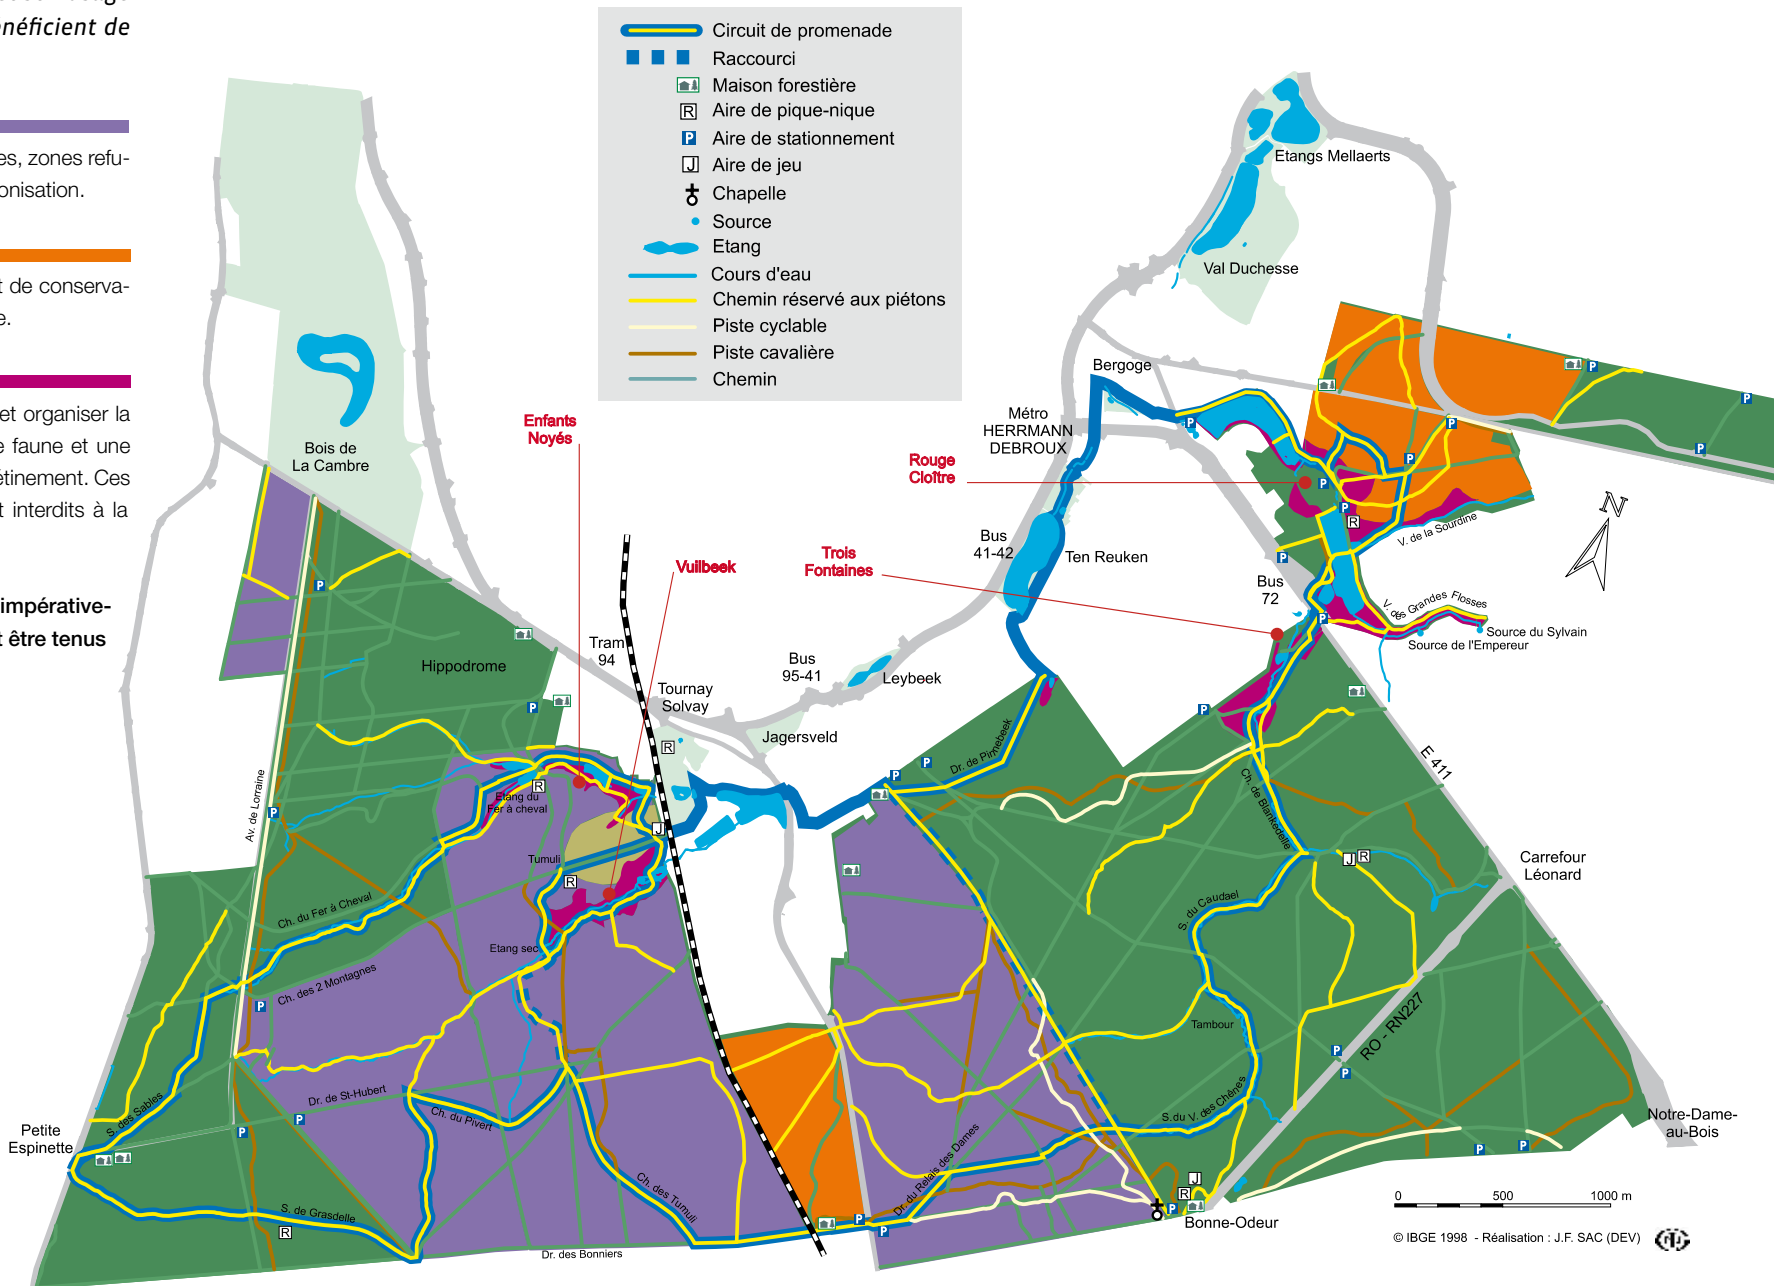 énéficient de
es, zones refu-
onisation.
t de conserva-
e.
et organiser la
e faune et une
étinement. Ces
t interdits à la
impérative-
t être tenus
Circuit de promenade
Raccourci
Maison forestière
R Aire de pique-nique
P Aire de stationnement
J Aire de jeu
Chapelle
Source
Etang
Cours d'eau
Chemin réservé aux piétons
Piste cyclable
Piste cavalière
Chemin
Etangs Mellaerts
Val Duchesse
Bergoge
Métro
HERRMANN
DEBROUX
Enfants
Noyés
Bois de
La Cambre
Rouge
Cloître
Bus
41-42
Ten Reuken
Trois
Fontaines
Vuilbeek
Bus
72
N
V. de la Sourdine
V. des Grandes Flosses
Source du Sylvain
Source de l'Empereur
Hippodrome
Tram
94
Bus
95-41
Leybeek
Tournay
Solvay
Jagersveld
Dr. de Pinnebeek
E 411
Av. de Lorraine
Etang du
Fer à cheval
Ch. de Blankedelle
Tumuli
Carrefour
Léonard
Ch. du Fer à Cheval
S. du Caudael
Etang sec
Ch. des 2 Montagnes
Tambour
RO - RN227
Dr. de St-Hubert
Ch. du Pivert
S. des Sables
S. du V. des Chênes
Petite
Espinette
Notre-Dame-
au-Bois
Dr. du Relais des Dames
Ch. des Tumuli
S. de Grasdelle
Dr. des Bonniers
Bonne-Odeur
0 500 1000 m
© IBGE 1998 - Réalisation : J.F. SAC (DEV)